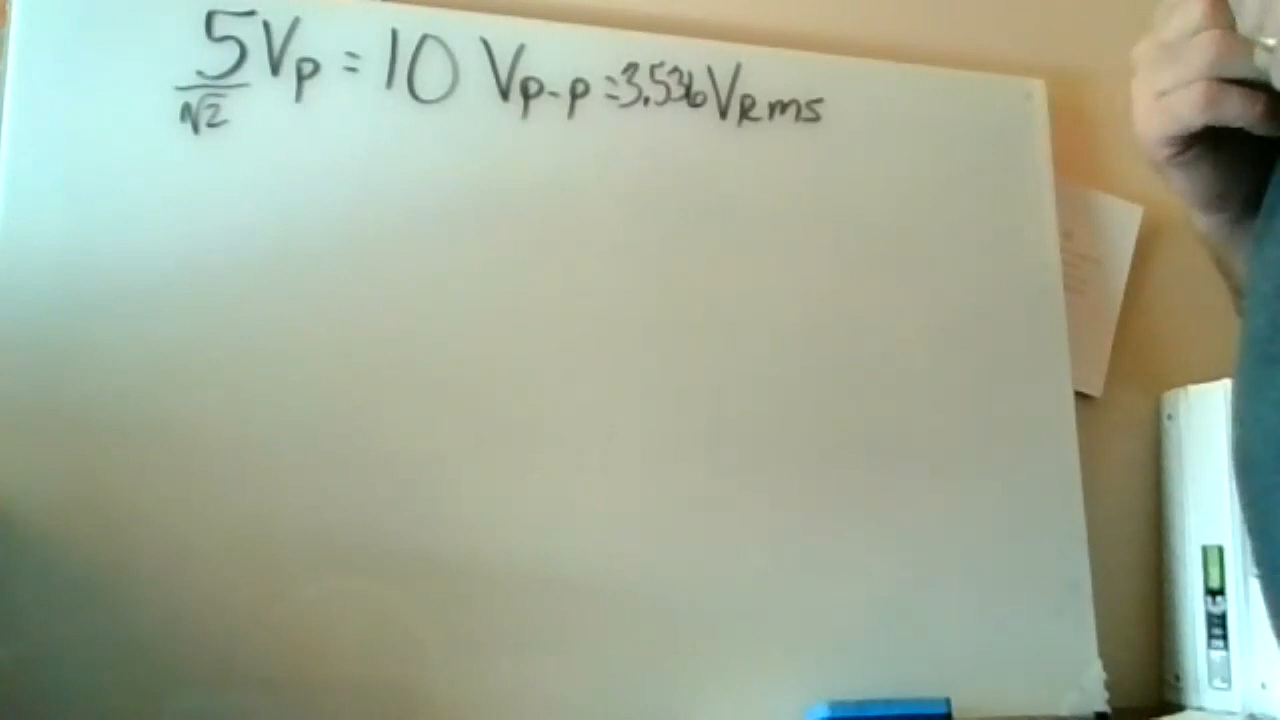 5Vp = 10 Vp-p = 3.536 VRms
√2